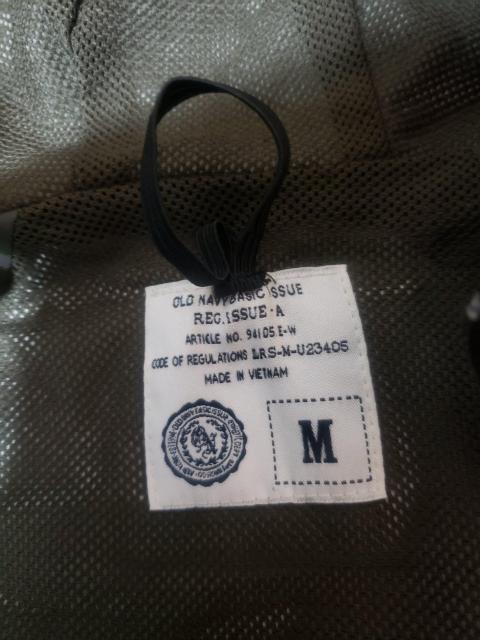 OLD NAVY BASIC ISSUE
REG.ISSUE·A
ARTICLE NO. 94105 E-W
CODE OF REGULATIONS LRS-M-U23405
MADE IN VIETNAM
M